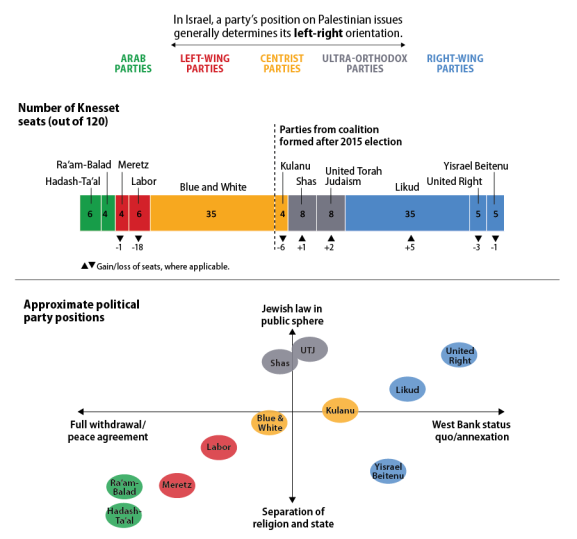 In Israel, a party's position on Palestinian issues
generally determines its left-right orientation.
ARAB
PARTIES
LEFT-WING
PARTIES
CENTRIST
PARTIES
ULTRA-ORTHODOX
PARTIES
RIGHT-WING
PARTIES
Number of Knesset
seats (out of 120)
Parties from coalition
formed after 2015 election
Ra'am-Balad
Meretz
Hadash-Ta'al
Labor
Blue and White
Kulanu
Shas
United Torah
Judaism
Likud
United Right
Yisrael Beitenu
6
4
4
6
35
4
8
8
35
5
5
-1
-18
-6
+1
+2
+5
-3
-1
▲▼Gain/loss of seats, where applicable.
Approximate political
party positions
Jewish law in
public sphere
Shas
UTJ
United
Right
Likud
Kulanu
Full withdrawal/
peace agreement
West Bank status
quo/annexation
Blue &
White
Labor
Yisrael
Beitenu
Ra'am-
Balad
Meretz
Hadash-
Ta'al
Separation of
religion and state